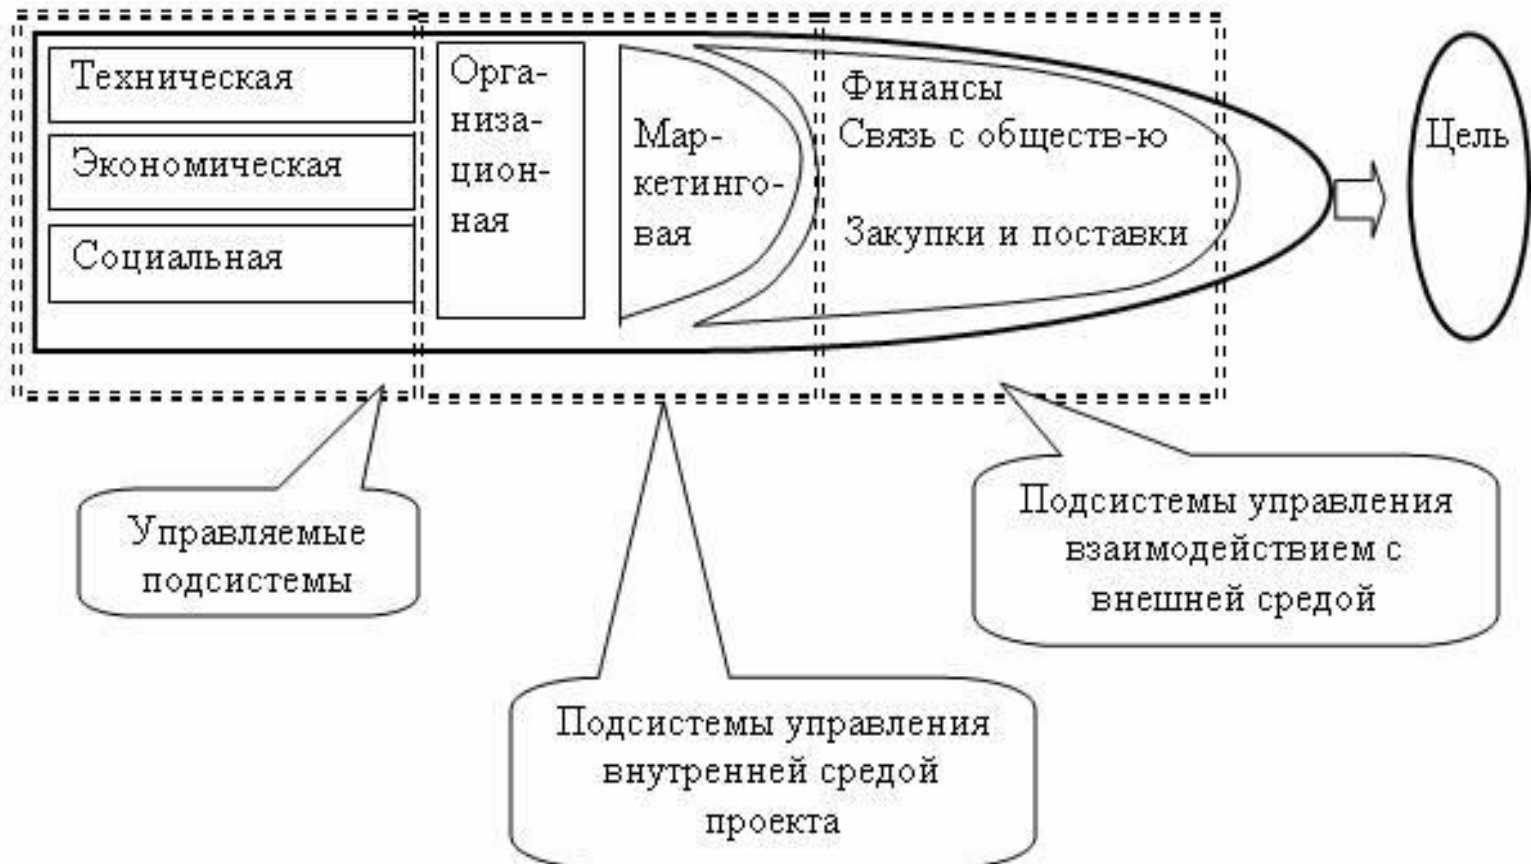 Техническая
Экономическая
Социальная
Орга-
низа-
цион-
ная
Мар-
кетинго-
вая
Финансы
Связь с обществ-ю
Закупки и поставки
Цель
Управляемые
подсистемы
Подсистемы управления
внутренней средой
проекта
Подсистемы управления
взаимодействием с
внешней средой